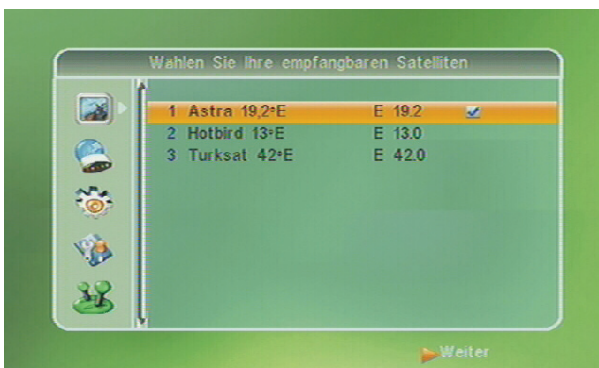 Wahlen Sie Ihre empfangbaren Satelliten
1 Astra 19,2°E E 19.2
2 Hotbird 13°E E 13.0
3 Turksat 42°E E 42.0
Weiter